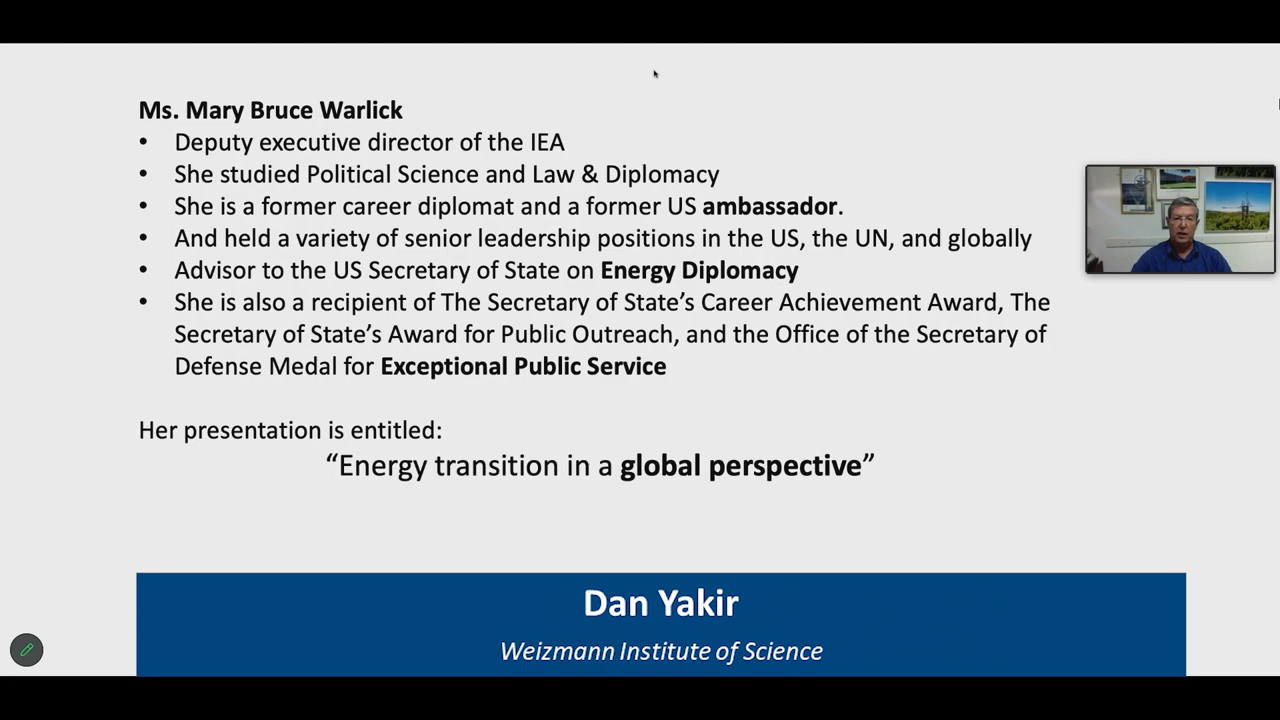 Ms. Mary Bruce Warlick
• Deputy executive director of the IEA
• She studied Political Science and Law & Diplomacy
• She is a former career diplomat and a former US ambassador.
• And held a variety of senior leadership positions in the US, the UN, and globally
• Advisor to the US Secretary of State on Energy Diplomacy
• She is also a recipient of The Secretary of State’s Career Achievement Award, The
Secretary of State’s Award for Public Outreach, and the Office of the Secretary of
Defense Medal for Exceptional Public Service
Her presentation is entitled:
“Energy transition in a global perspective”
Dan Yakir
Weizmann Institute of Science